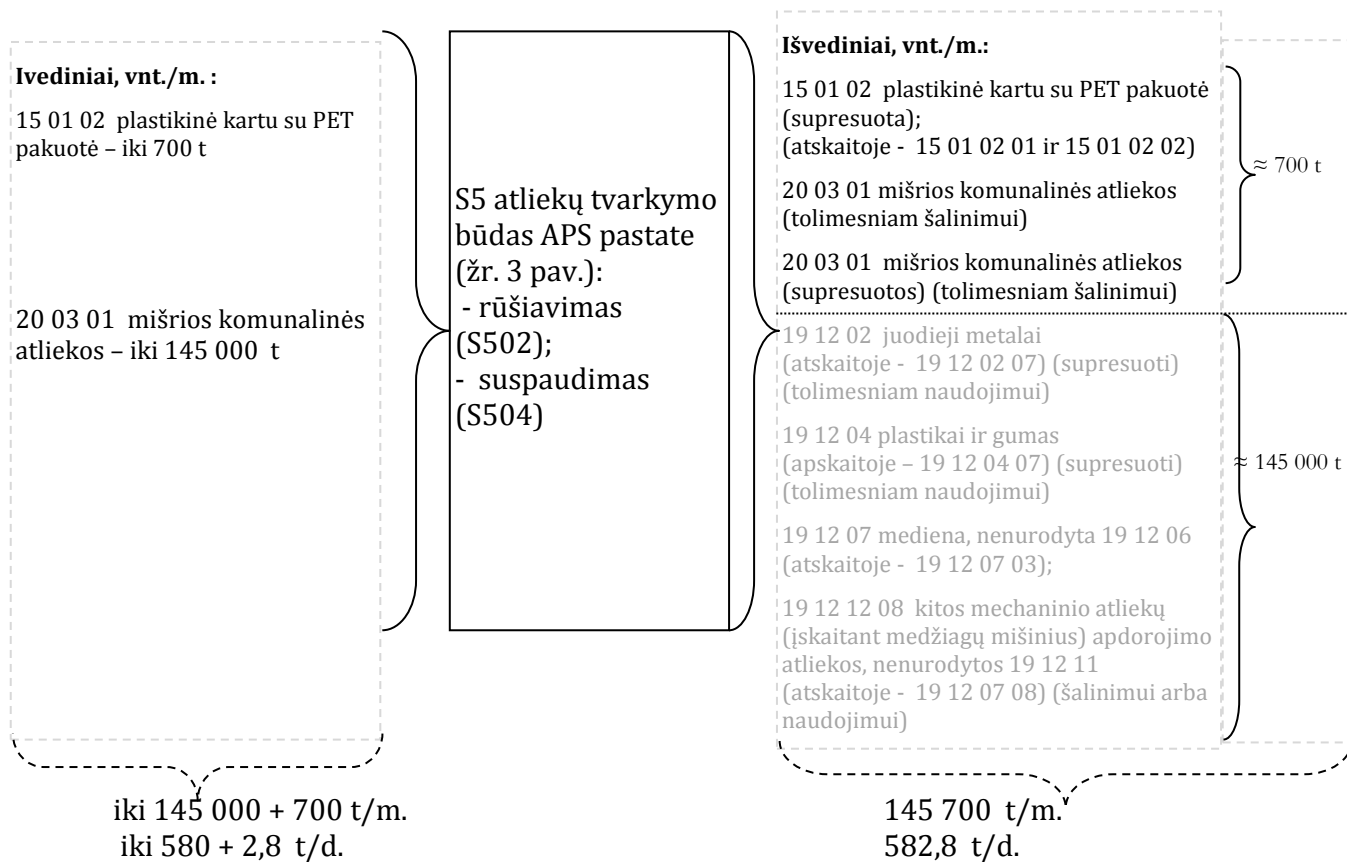 Ivediniai, vnt./m. :
15 01 02  plastikinė kartu su PET
pakuotė – iki 700 t
20 03 01  mišrios komunalinės
atliekos – iki 145 000  t
iki 145 000 + 700 t/m.
iki 580 + 2,8  t/d.
S5 atliekų tvarkymo
būdas APS pastate
(žr. 3 pav.):
- rūšiavimas
(S502);
-  suspaudimas
(S504)
Išvediniai, vnt./m.:
15 01 02  plastikinė kartu su PET pakuotė
(supresuota);
(atskaitoje -  15 01 02 01 ir 15 01 02 02)
20 03 01 mišrios komunalinės atliekos
(tolimesniam šalinimui)
20 03 01  mišrios komunalinės atliekos
(supresuotos) (tolimesniam šalinimui)
≈ 700 t
19 12 02  juodieji metalai
(atskaitoje -  19 12 02 07) (supresuoti)
(tolimesniam naudojimui)
19 12 04 plastikai ir gumas
(apskaitoje – 19 12 04 07) (supresuoti)
(tolimesniam naudojimui)
19 12 07 mediena, nenurodyta 19 12 06
(atskaitoje -  19 12 07 03);
19 12 12 08  kitos mechaninio atliekų
(įskaitant medžiagų mišinius) apdorojimo
atliekos, nenurodytos 19 12 11
(atskaitoje -  19 12 07 08) (šalinimui arba
naudojimui)
≈ 145 000 t
145 700  t/m.
582,8  t/d.